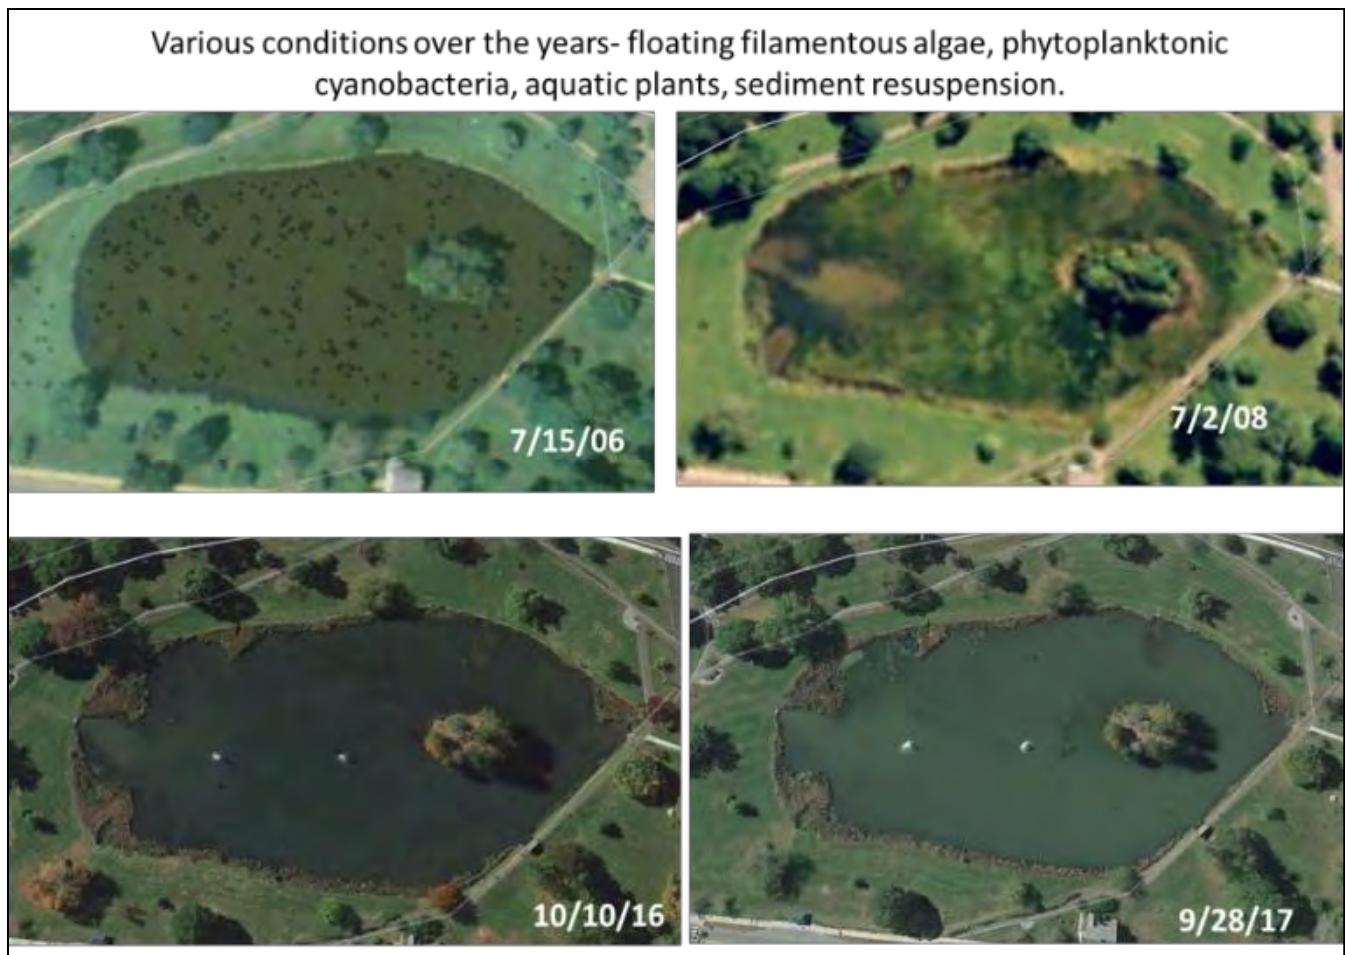 Various conditions over the years- floating filamentous algae, phytoplanktonic
cyanobacteria, aquatic plants, sediment resuspension.
7/15/06
7/2/08
10/10/16
9/28/17